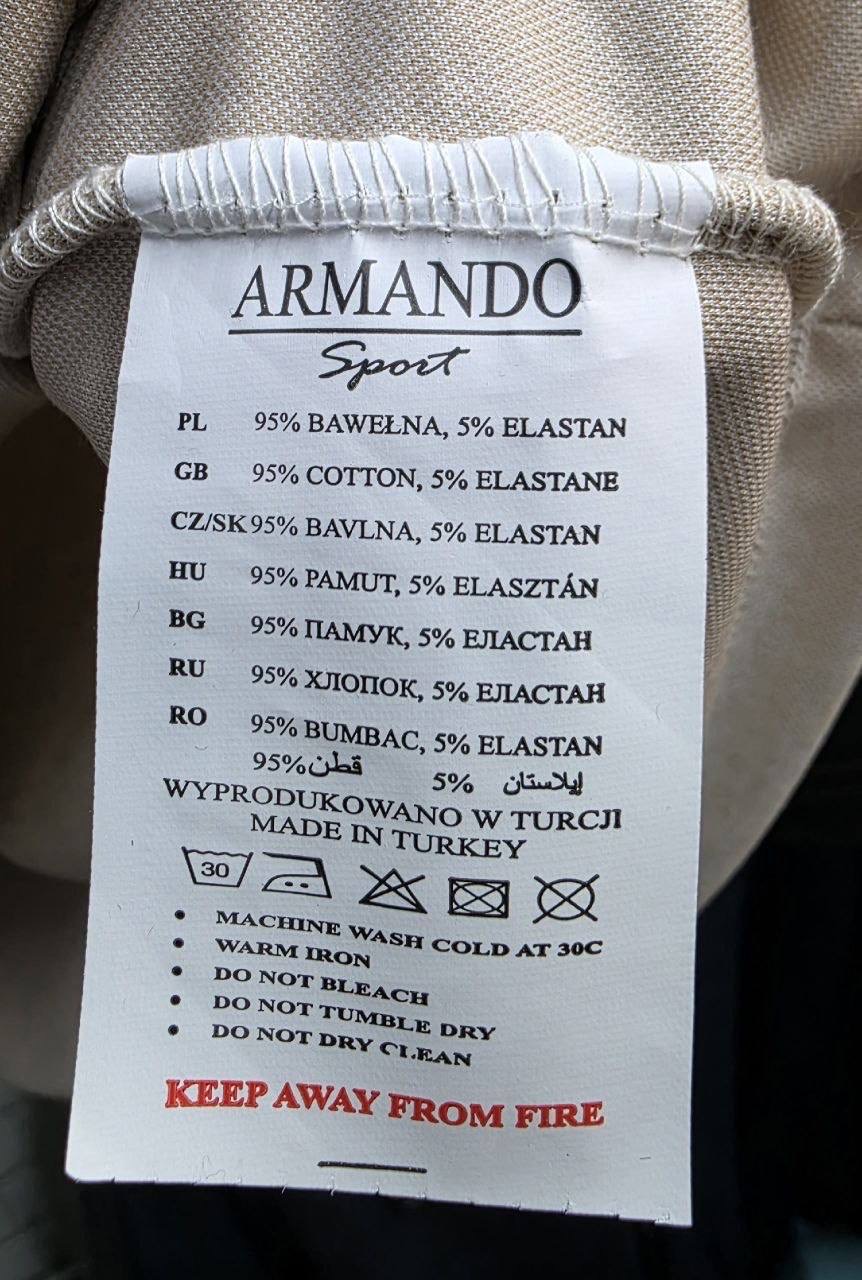 ARMANDO
Sport
PL 95% BAWEŁNA, 5% ELASTAN
GB 95% COTTON, 5% ELASTANE
CZ/SK 95% BAVLNA, 5% ELASTAN
HU 95% PAMUT, 5% ELASZTÁN
BG 95% ПАМУК, 5% ЕЛАСТАН
RU 95% ХЛОПОК, 5% ЕЛАСТАН
RO 95% BUMBAC, 5% ELASTAN
95% قطن 5% إيلاستان
WYPRODUKOWANO W TURCJI
MADE IN TURKEY
30
• MACHINE WASH COLD AT 30C
• WARM IRON
• DO NOT BLEACH
• DO NOT TUMBLE DRY
• DO NOT DRY CLEAN
KEEP AWAY FROM FIRE